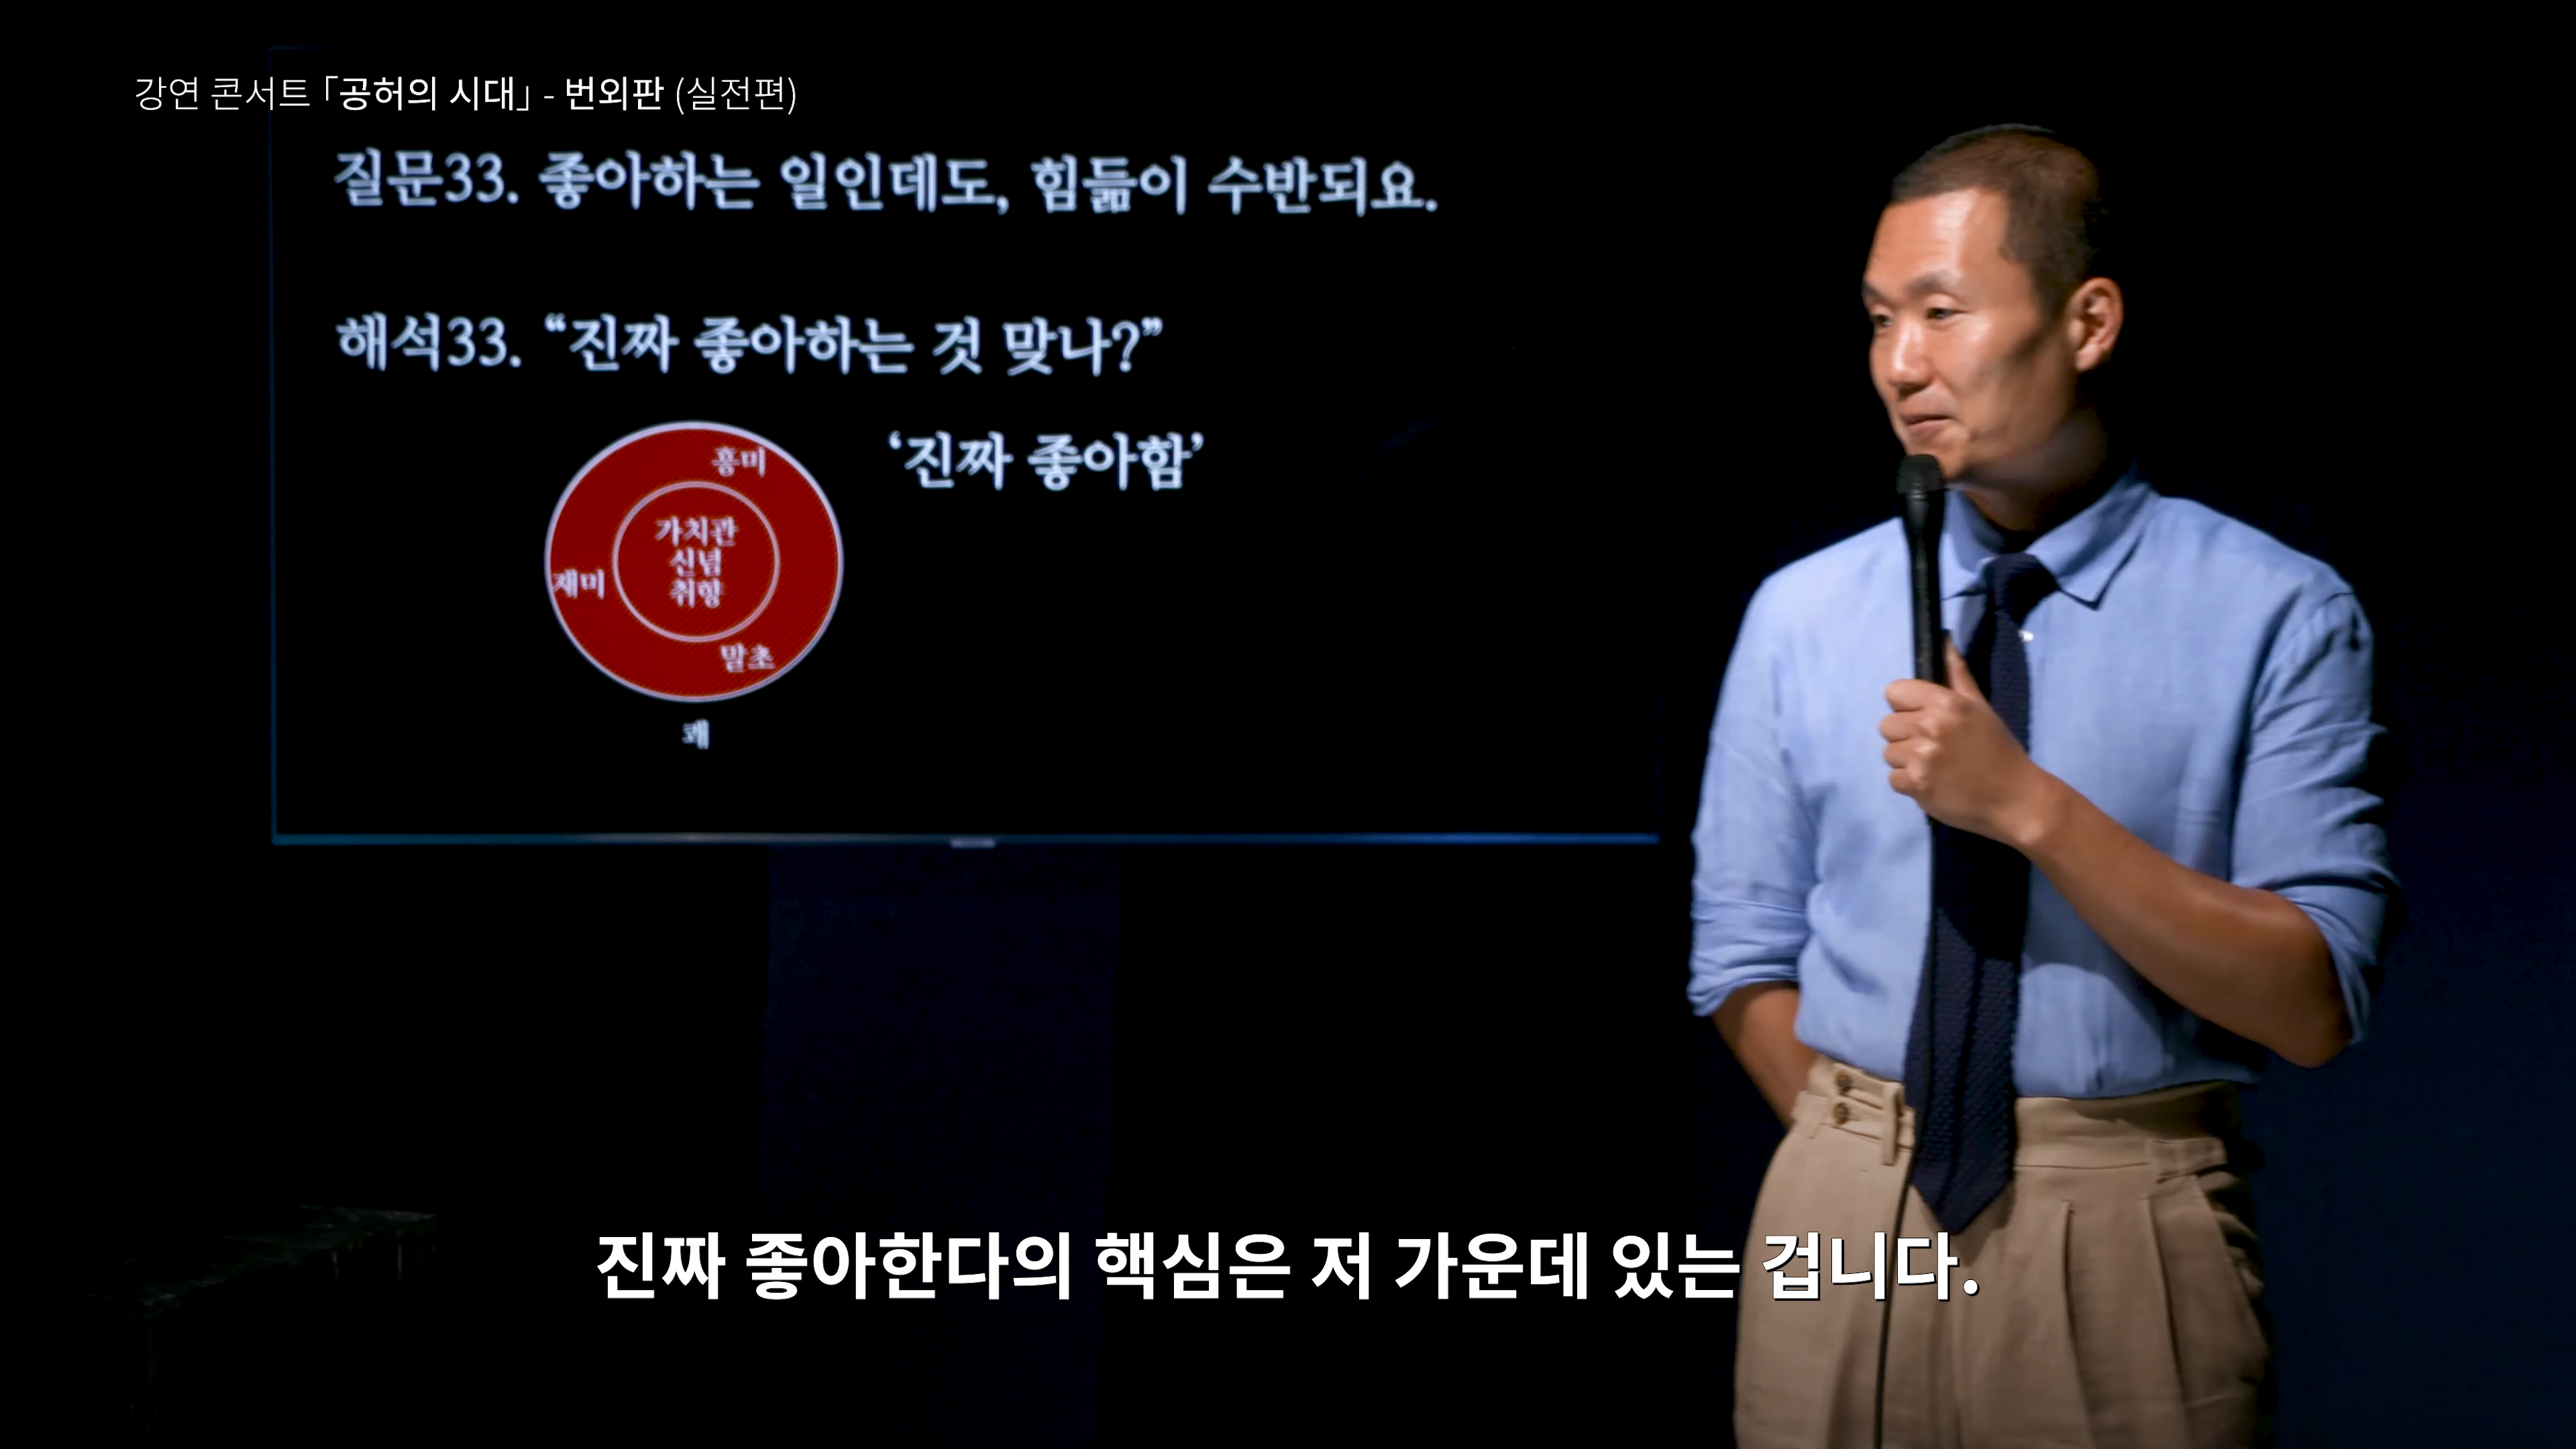 강연 콘서트 「공허의 시대」 - 번외판 (실전편)
질문33. 좋아하는 일인데도, 힘듦이 수반되요.
해석33. “진짜 좋아하는 것 맞나?”
‘진짜 좋아함’
흥미
가치관
신념
취향
재미
말초
쾌
진짜 좋아한다의 핵심은 저 가운데 있는 겁니다.